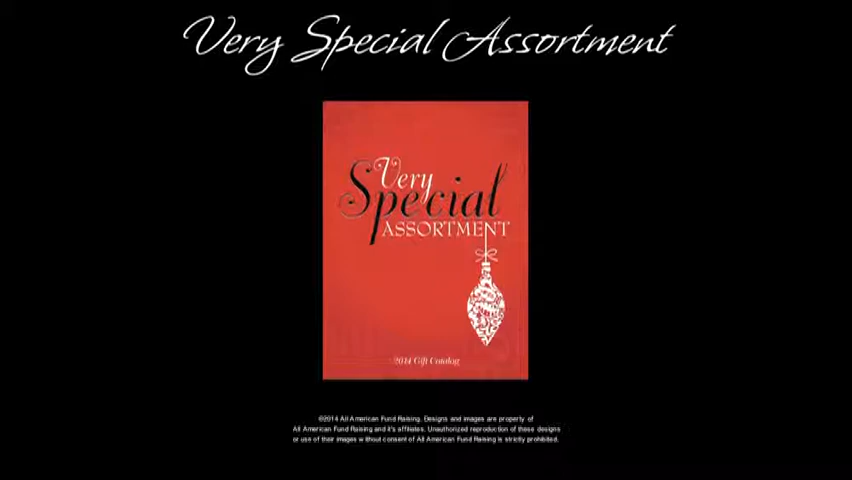 Very Special Assortment
Very
Special
ASSORTMENT
2014 Gift Catalog
©2014 All American Fund Raising. Designs and images are property of
All American Fund Raising and it's affiliates. Unauthorized reproduction of these designs
or use of their images without consent of All American Fund Raising is strictly prohibited.